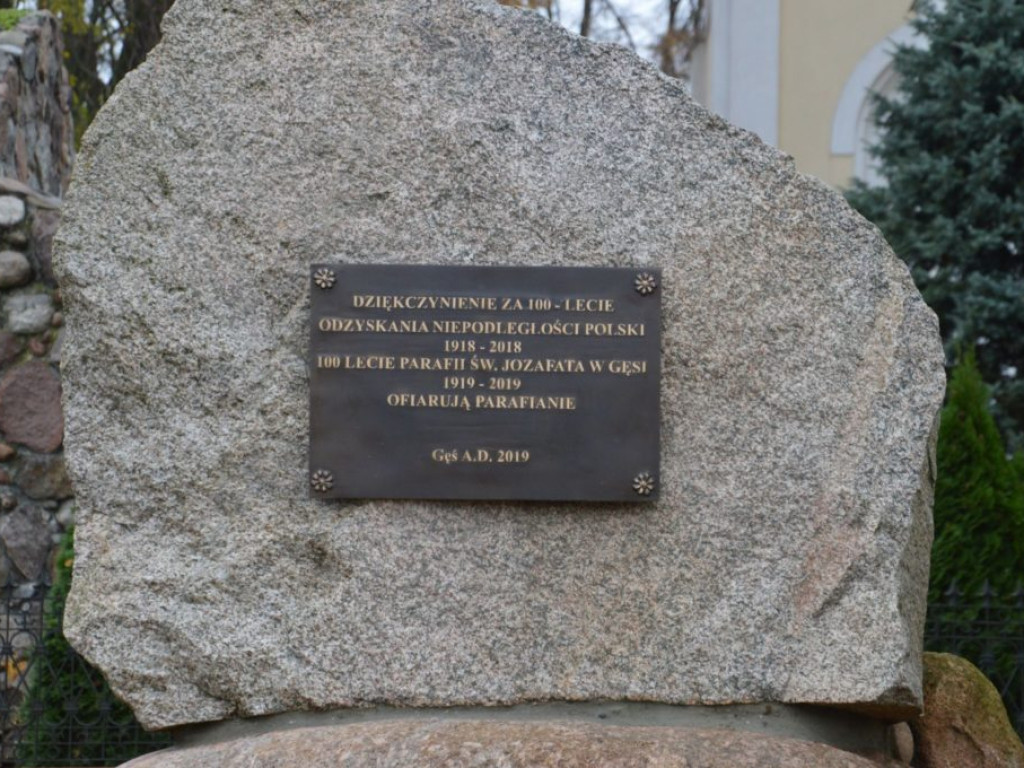 DZIĘKCZYNIENIE ZA 100 - LECIE
ODZYSKANIA NIEPODLEGŁOŚCI POLSKI
1918 - 2018
100 LECIE PARAFII ŚW. JOZAFATA W GĘSI
1919 - 2019
OFIARUJĄ PARAFIANIE
Gęś A.D. 2019